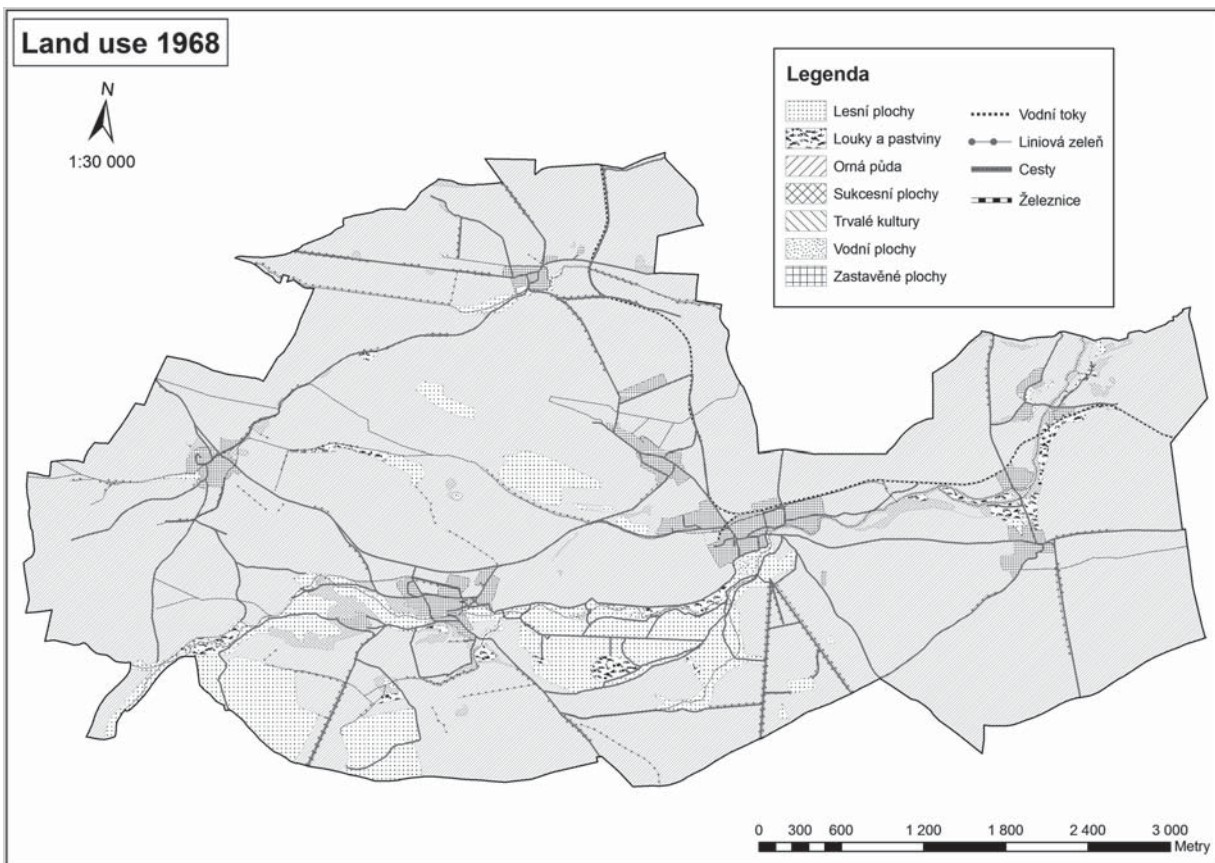 Land use 1968
N
1:30 000
Legenda
Lesní plochy
Louky a pastviny
Orná půda
Sukcesní plochy
Trvalé kultury
Vodní plochy
Zastavěné plochy
Vodní toky
Liniová zeleň
Cesty
Železnice
0 300 600 1 200 1 800 2 400 3 000
Metry